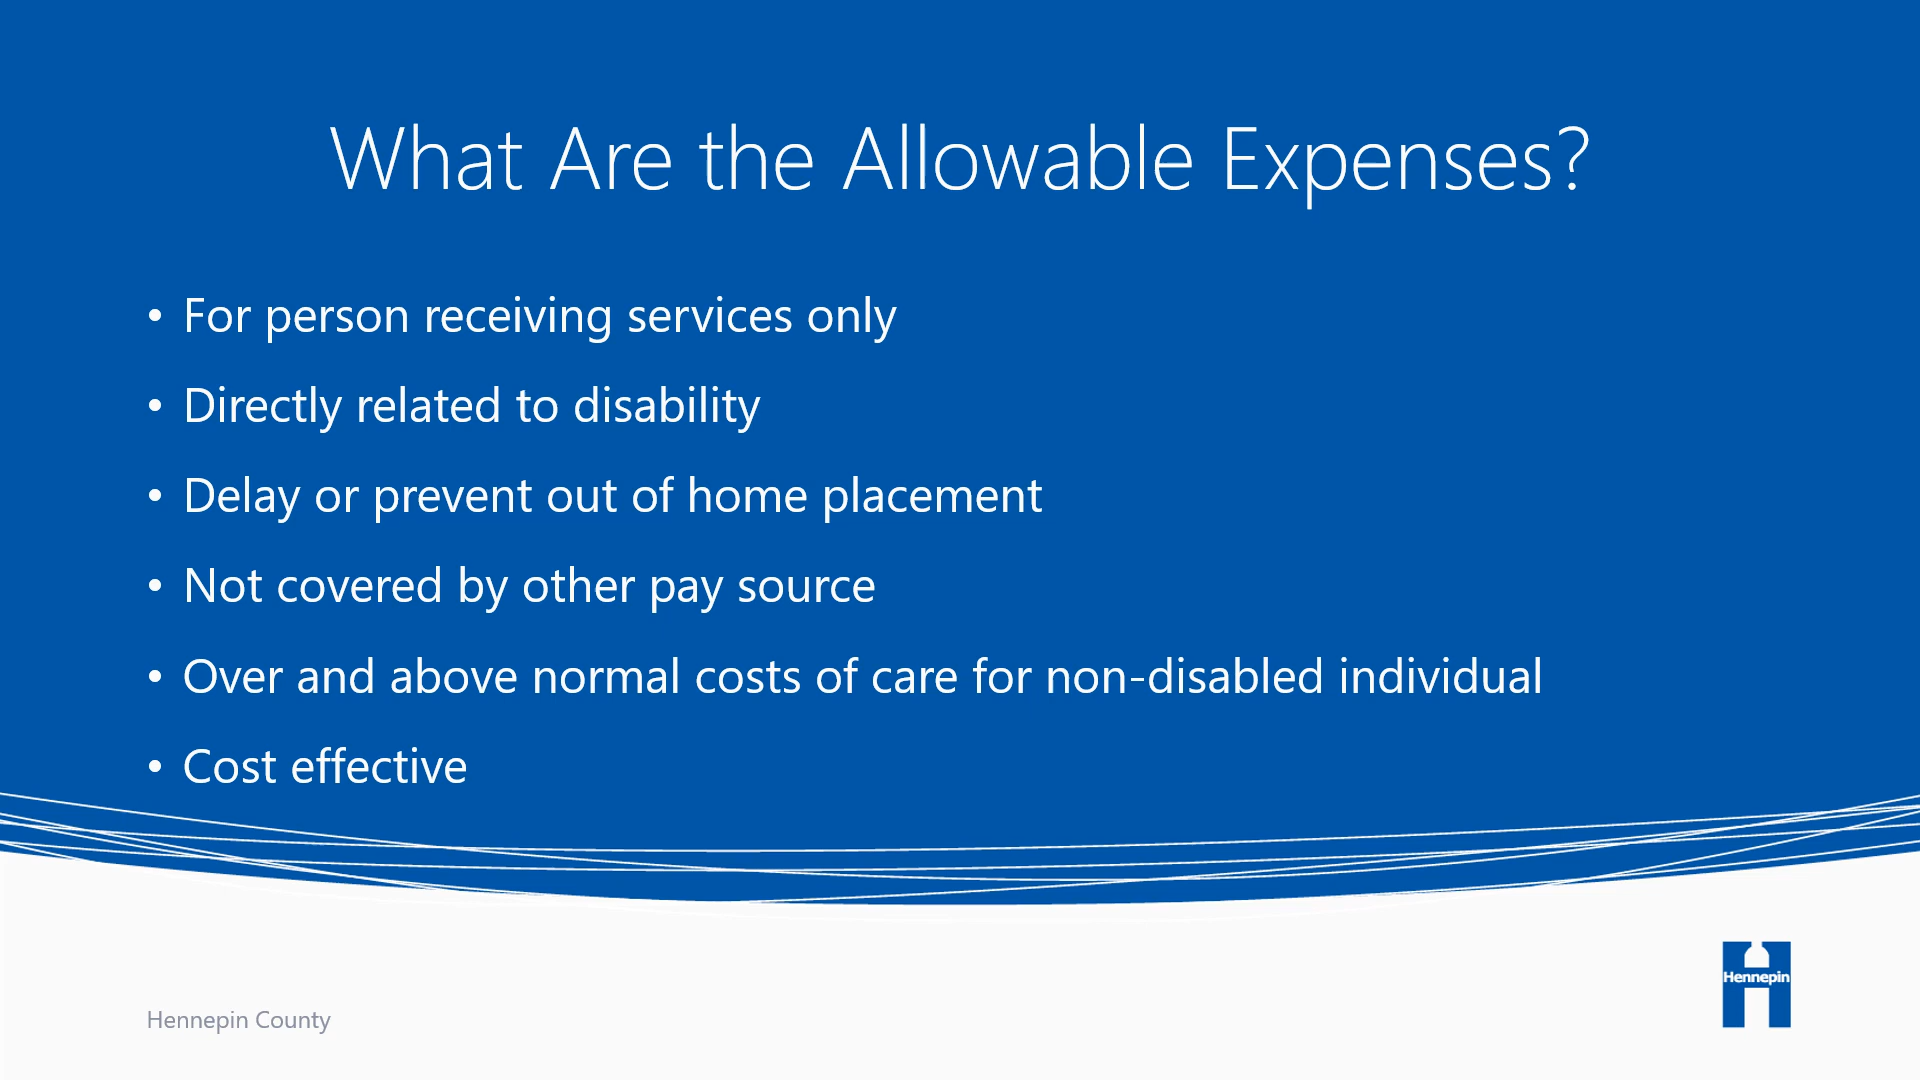 What Are the Allowable Expenses?
• For person receiving services only
• Directly related to disability
• Delay or prevent out of home placement
• Not covered by other pay source
• Over and above normal costs of care for non-disabled individual
• Cost effective
Hennepin
Hennepin County